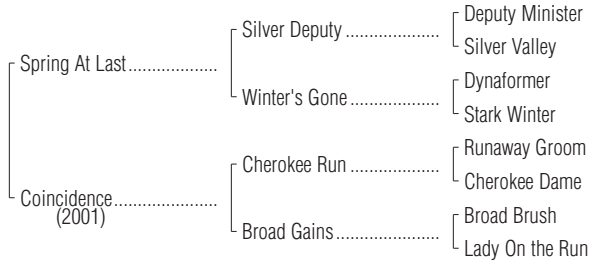 Deputy Minister
Silver Deputy ....................
Silver Valley
Spring At Last...................
Dynaformer
Winter's Gone ...................
Stark Winter
Runaway Groom
Cherokee Run ...................
Cherokee Dame
Coincidence......................
(2001)
Broad Brush
Broad Gains......................
Lady On the Run